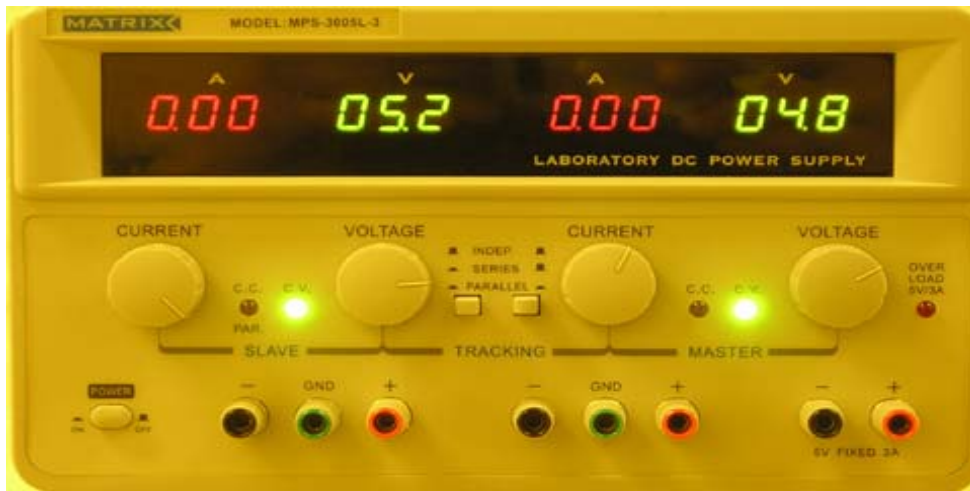 MATRIX MODEL: MPS-3005L-3
A V A V
0.00 05.2 0.00 04.8
LABORATORY DC POWER SUPPLY
CURRENT VOLTAGE CURRENT VOLTAGE
INDEP.
SERIES
PARALLEL
C.C. C.V. C.C. C.V.
OVER
LOAD
5V/3A
PAR.
SLAVE TRACKING MASTER
POWER
ON OFF
- GND + - GND + - +
5V FIXED 3A